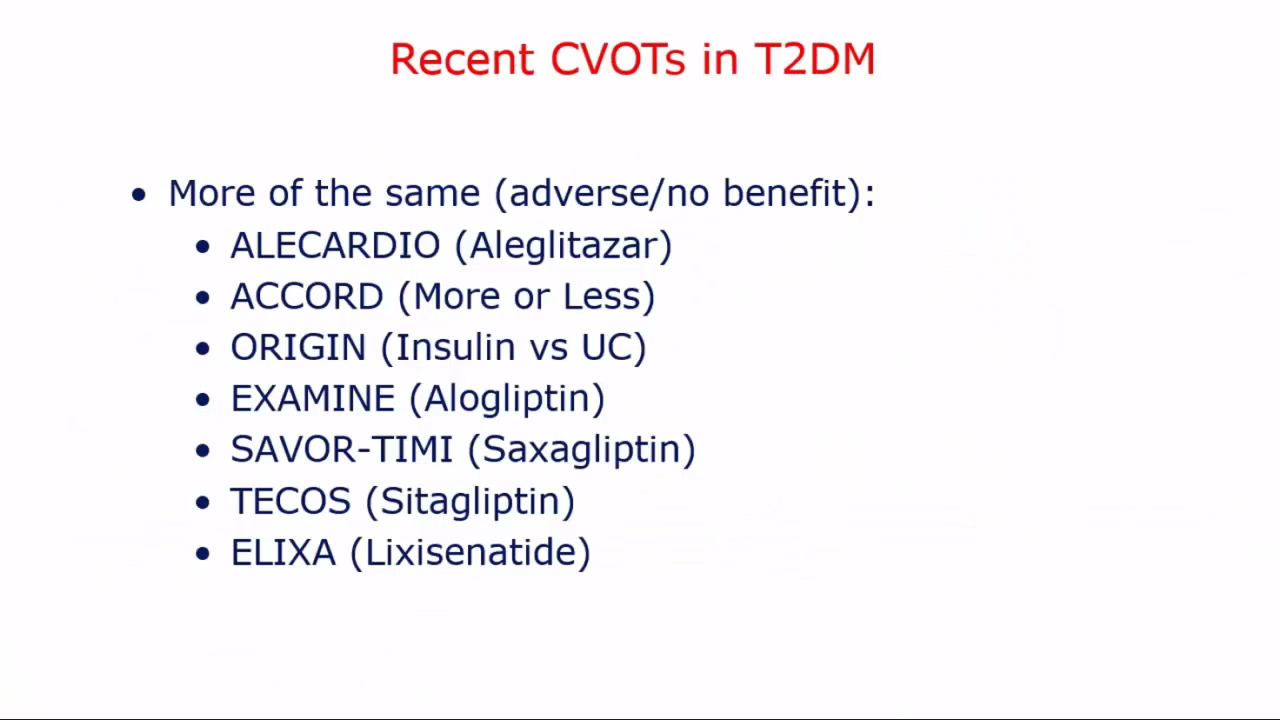 Recent CVOTs in T2DM
• More of the same (adverse/no benefit):
• ALECARDIO (Aleglitazar)
• ACCORD (More or Less)
• ORIGIN (Insulin vs UC)
• EXAMINE (Alogliptin)
• SAVOR-TIMI (Saxagliptin)
• TECOS (Sitagliptin)
• ELIXA (Lixisenatide)